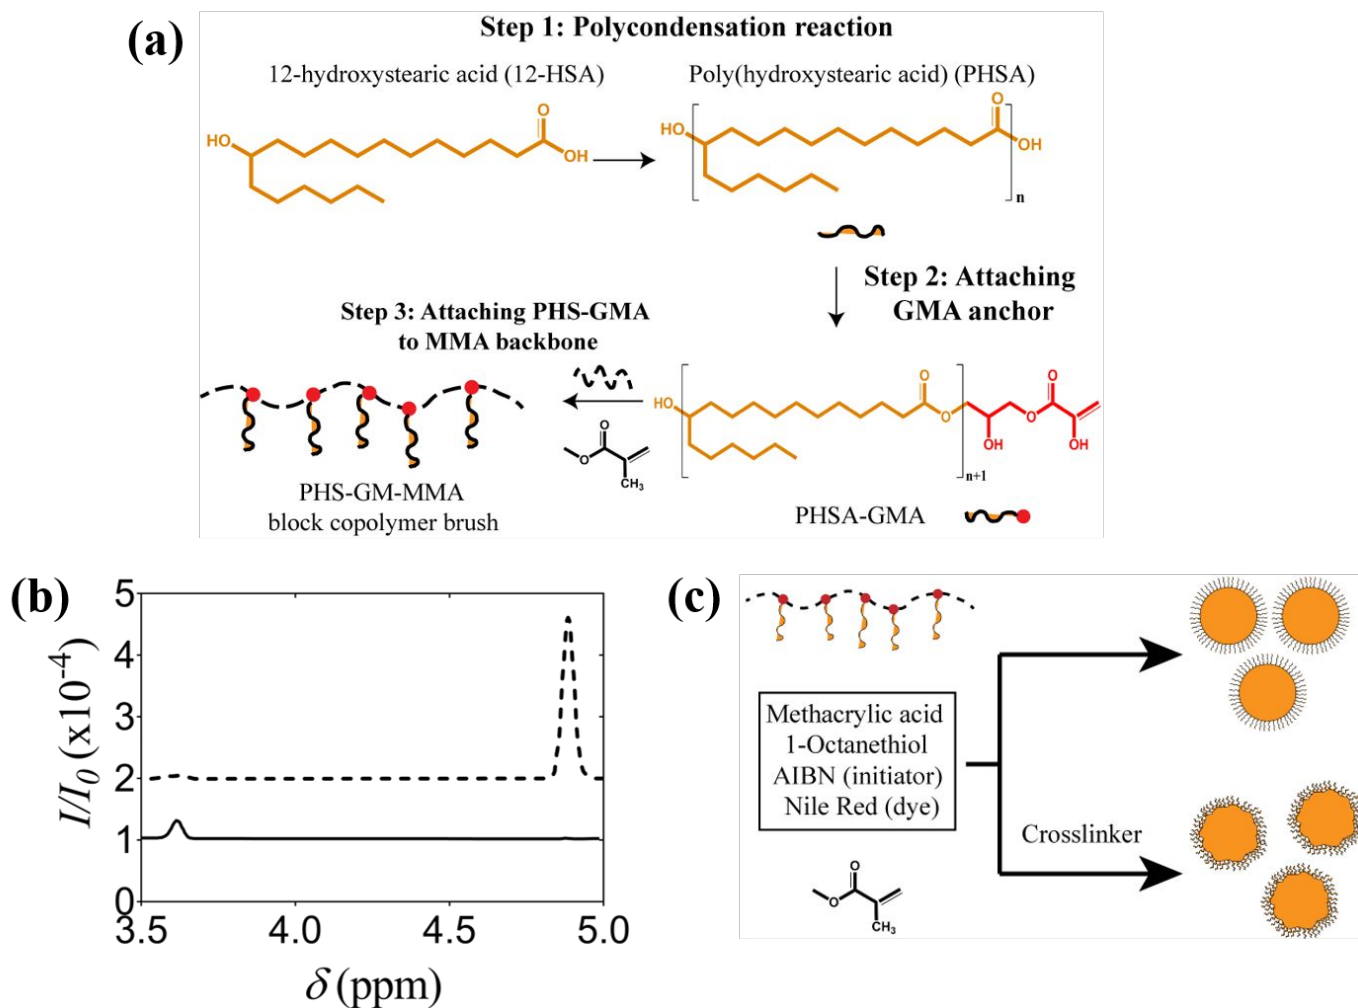 (a)
Step 1: Polycondensation reaction
12-hydroxystearic acid (12-HSA)
Poly(hydroxystearic acid) (PHSA)
HO
O
OH
HO
O
OH
n
Step 2: Attaching
GMA anchor
Step 3: Attaching PHS-GMA
to MMA backbone
HO
O
O
OH
O
O
OH
n+1
O
O
CH3
PHS-GM-MMA
block copolymer brush
PHSA-GMA
(b)
5
4
3
2
1
0
I/I0 (x10-4)
3.5
4.0
4.5
5.0
δ (ppm)
(c)
Methacrylic acid
1-Octanethiol
AIBN (initiator)
Nile Red (dye)
Crosslinker
O
O
CH3